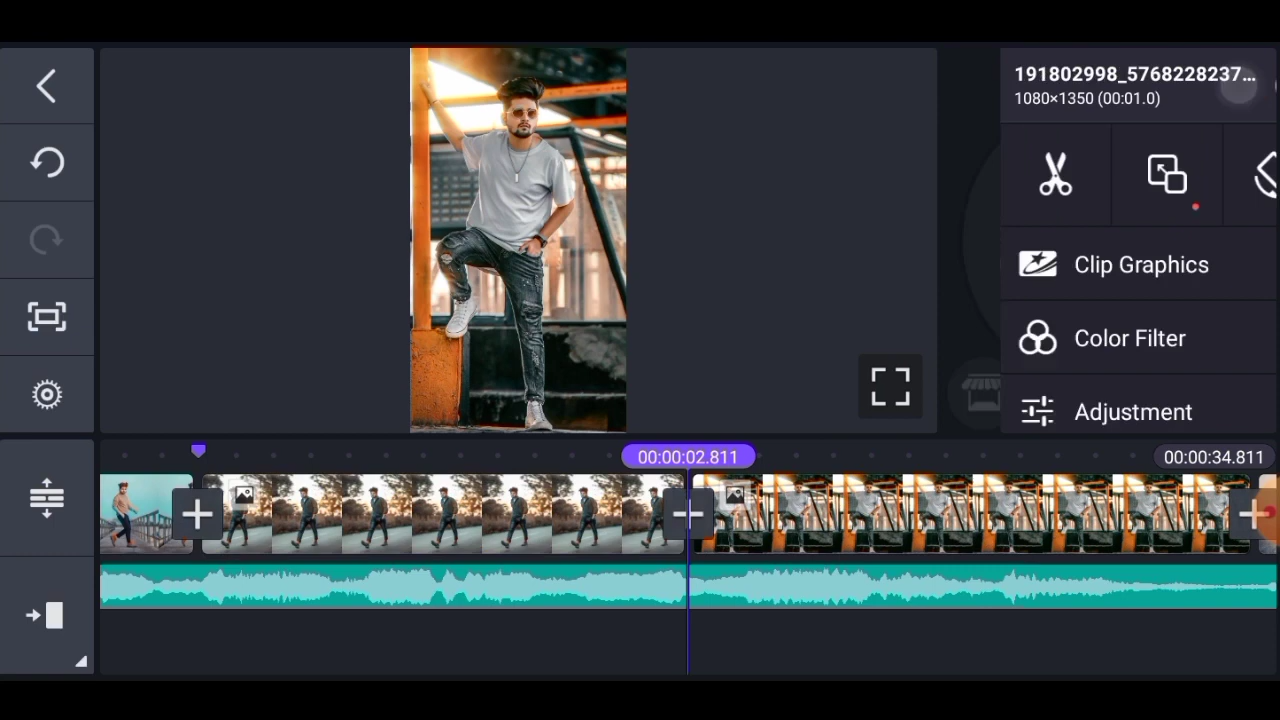 191802998_5768228237...
1080×1350 (00:01.0)
Clip Graphics
Color Filter
Adjustment
00:00:02.811
00:00:34.811